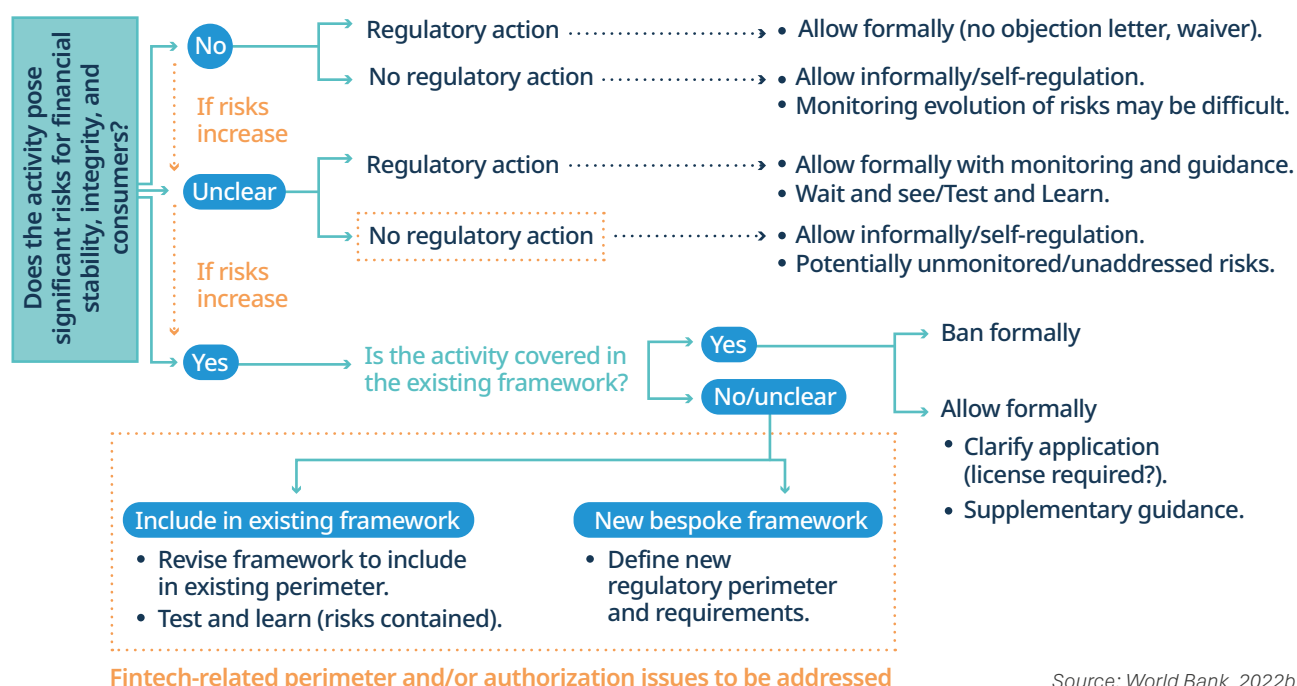 Does the activity pose
significant risks for financial
stability, integrity, and
consumers?
No
Regulatory action
• Allow formally (no objection letter, waiver).
No regulatory action
• Allow informally/self-regulation.
• Monitoring evolution of risks may be difficult.
If risks
increase
Unclear
Regulatory action
• Allow formally with monitoring and guidance.
• Wait and see/Test and Learn.
No regulatory action
• Allow informally/self-regulation.
• Potentially unmonitored/unaddressed risks.
If risks
increase
Yes
Is the activity covered in
the existing framework?
Yes
Ban formally
Allow formally
• Clarify application
(license required?).
• Supplementary guidance.
No/unclear
Include in existing framework
• Revise framework to include
in existing perimeter.
• Test and learn (risks contained).
New bespoke framework
• Define new
regulatory perimeter
and requirements.
Fintech-related perimeter and/or authorization issues to be addressed
Source: World Bank, 2022b